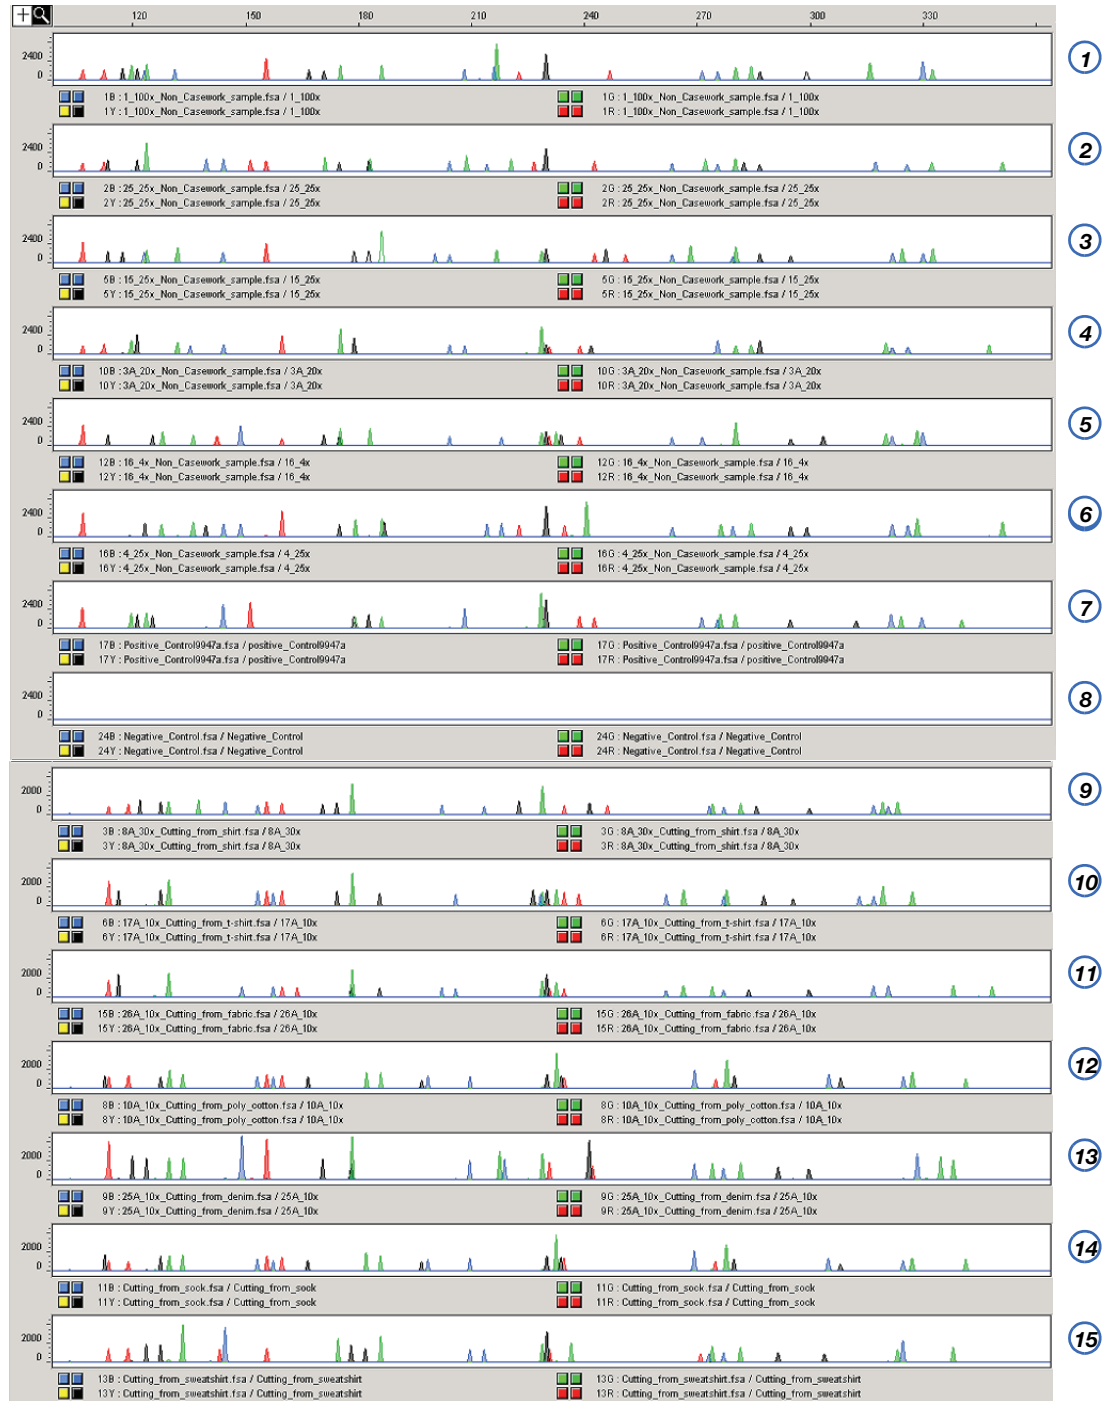 120 150 180 210 240 270 300 330
2400
0
1
1B : 1_100x_Non_Casework_sample.fsa / 1_100x 1G : 1_100x_Non_Casework_sample.fsa / 1_100x
1Y : 1_100x_Non_Casework_sample.fsa / 1_100x 1R : 1_100x_Non_Casework_sample.fsa / 1_100x
2400
0
2
2B : 25_25x_Non_Casework_sample.fsa / 25_25x 2G : 25_25x_Non_Casework_sample.fsa / 25_25x
2Y : 25_25x_Non_Casework_sample.fsa / 25_25x 2R : 25_25x_Non_Casework_sample.fsa / 25_25x
2400
0
3
5B : 15_25x_Non_Casework_sample.fsa / 15_25x 5G : 15_25x_Non_Casework_sample.fsa / 15_25x
5Y : 15_25x_Non_Casework_sample.fsa / 15_25x 5R : 15_25x_Non_Casework_sample.fsa / 15_25x
2400
0
4
10B : 3A_20x_Non_Casework_sample.fsa / 3A_20x 10G : 3A_20x_Non_Casework_sample.fsa / 3A_20x
10Y : 3A_20x_Non_Casework_sample.fsa / 3A_20x 10R : 3A_20x_Non_Casework_sample.fsa / 3A_20x
2400
0
5
12B : 16_4x_Non_Casework_sample.fsa / 16_4x 12G : 16_4x_Non_Casework_sample.fsa / 16_4x
12Y : 16_4x_Non_Casework_sample.fsa / 16_4x 12R : 16_4x_Non_Casework_sample.fsa / 16_4x
2400
0
6
16B : 4_25x_Non_Casework_sample.fsa / 4_25x 16G : 4_25x_Non_Casework_sample.fsa / 4_25x
16Y : 4_25x_Non_Casework_sample.fsa / 4_25x 16R : 4_25x_Non_Casework_sample.fsa / 4_25x
2400
0
7
17B : Positive_Control9947a.fsa / positive_Control9947a 17G : Positive_Control9947a.fsa / positive_Control9947a
17Y : Positive_Control9947a.fsa / positive_Control9947a 17R : Positive_Control9947a.fsa / positive_Control9947a
2400
0
8
24B : Negative_Control.fsa / Negative_Control 24G : Negative_Control.fsa / Negative_Control
24Y : Negative_Control.fsa / Negative_Control 24R : Negative_Control.fsa / Negative_Control
2000
0
9
3B : 8A_30x_Cutting_from_shirt.fsa / 8A_30x 3G : 8A_30x_Cutting_from_shirt.fsa / 8A_30x
3Y : 8A_30x_Cutting_from_shirt.fsa / 8A_30x 3R : 8A_30x_Cutting_from_shirt.fsa / 8A_30x
2000
0
10
6B : 17A_10x_Cutting_from_t-shirt.fsa / 17A_10x 6G : 17A_10x_Cutting_from_t-shirt.fsa / 17A_10x
6Y : 17A_10x_Cutting_from_t-shirt.fsa / 17A_10x 6R : 17A_10x_Cutting_from_t-shirt.fsa / 17A_10x
2000
0
11
15B : 26A_10x_Cutting_from_fabric.fsa / 26A_10x 15G : 26A_10x_Cutting_from_fabric.fsa / 26A_10x
15Y : 26A_10x_Cutting_from_fabric.fsa / 26A_10x 15R : 26A_10x_Cutting_from_fabric.fsa / 26A_10x
2000
0
12
8B : 10A_10x_Cutting_from_poly_cotton.fsa / 10A_10x 8G : 10A_10x_Cutting_from_poly_cotton.fsa / 10A_10x
8Y : 10A_10x_Cutting_from_poly_cotton.fsa / 10A_10x 8R : 10A_10x_Cutting_from_poly_cotton.fsa / 10A_10x
2000
0
13
9B : 25A_10x_Cutting_from_denim.fsa / 25A_10x 9G : 25A_10x_Cutting_from_denim.fsa / 25A_10x
9Y : 25A_10x_Cutting_from_denim.fsa / 25A_10x 9R : 25A_10x_Cutting_from_denim.fsa / 25A_10x
2000
0
14
11B : Cutting_from_sock.fsa / Cutting_from_sock 11G : Cutting_from_sock.fsa / Cutting_from_sock
11Y : Cutting_from_sock.fsa / Cutting_from_sock 11R : Cutting_from_sock.fsa / Cutting_from_sock
2000
0
15
13B : Cutting_from_sweatshirt.fsa / Cutting_from_sweatshirt 13G : Cutting_from_sweatshirt.fsa / Cutting_from_sweatshirt
13Y : Cutting_from_sweatshirt.fsa / Cutting_from_sweatshirt 13R : Cutting_from_sweatshirt.fsa / Cutting_from_sweatshirt